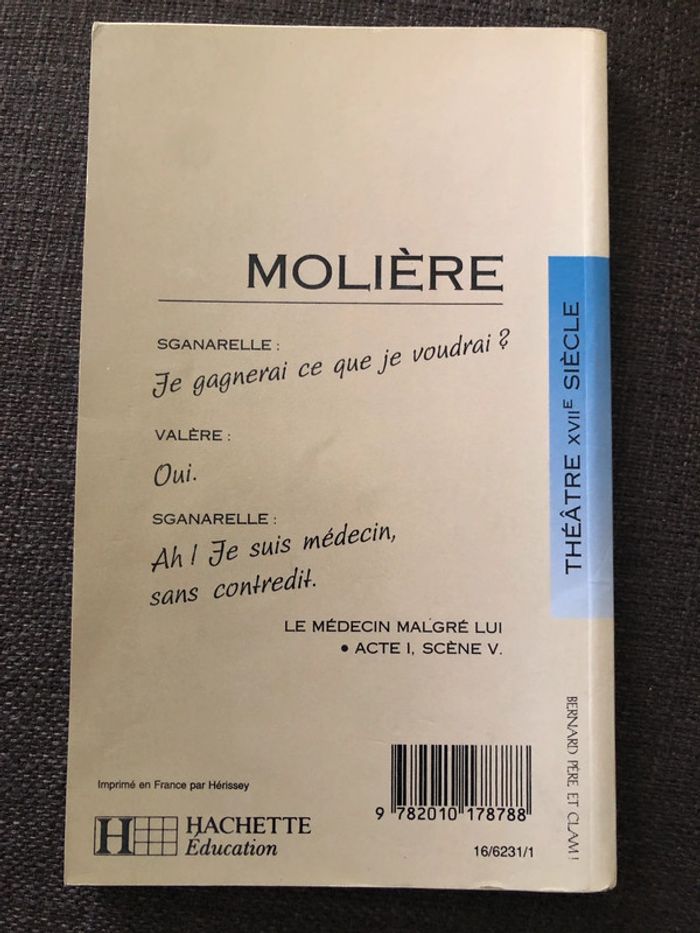 MOLIÈRE
SGANARELLE :
Je gagnerai ce que je voudrai ?
VALÈRE :
Oui.
SGANARELLE :
Ah ! Je suis médecin,
sans contredit.
LE MÉDECIN MALGRÉ LUI
• ACTE I, SCÈNE V.
THÉÂTRE XVIIE SIÈCLE
BERNARD PÈRE ET CLAM !
Imprimé en France par Hérissey
H HACHETTE
Éducation
9 782010 178788
16/6231/1